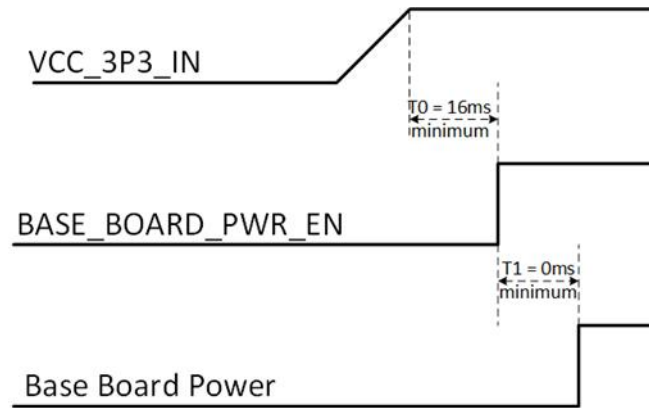 VCC_3P3_IN
T0 = 16ms
minimum
BASE_BOARD_PWR_EN
T1 = 0ms
minimum
Base Board Power